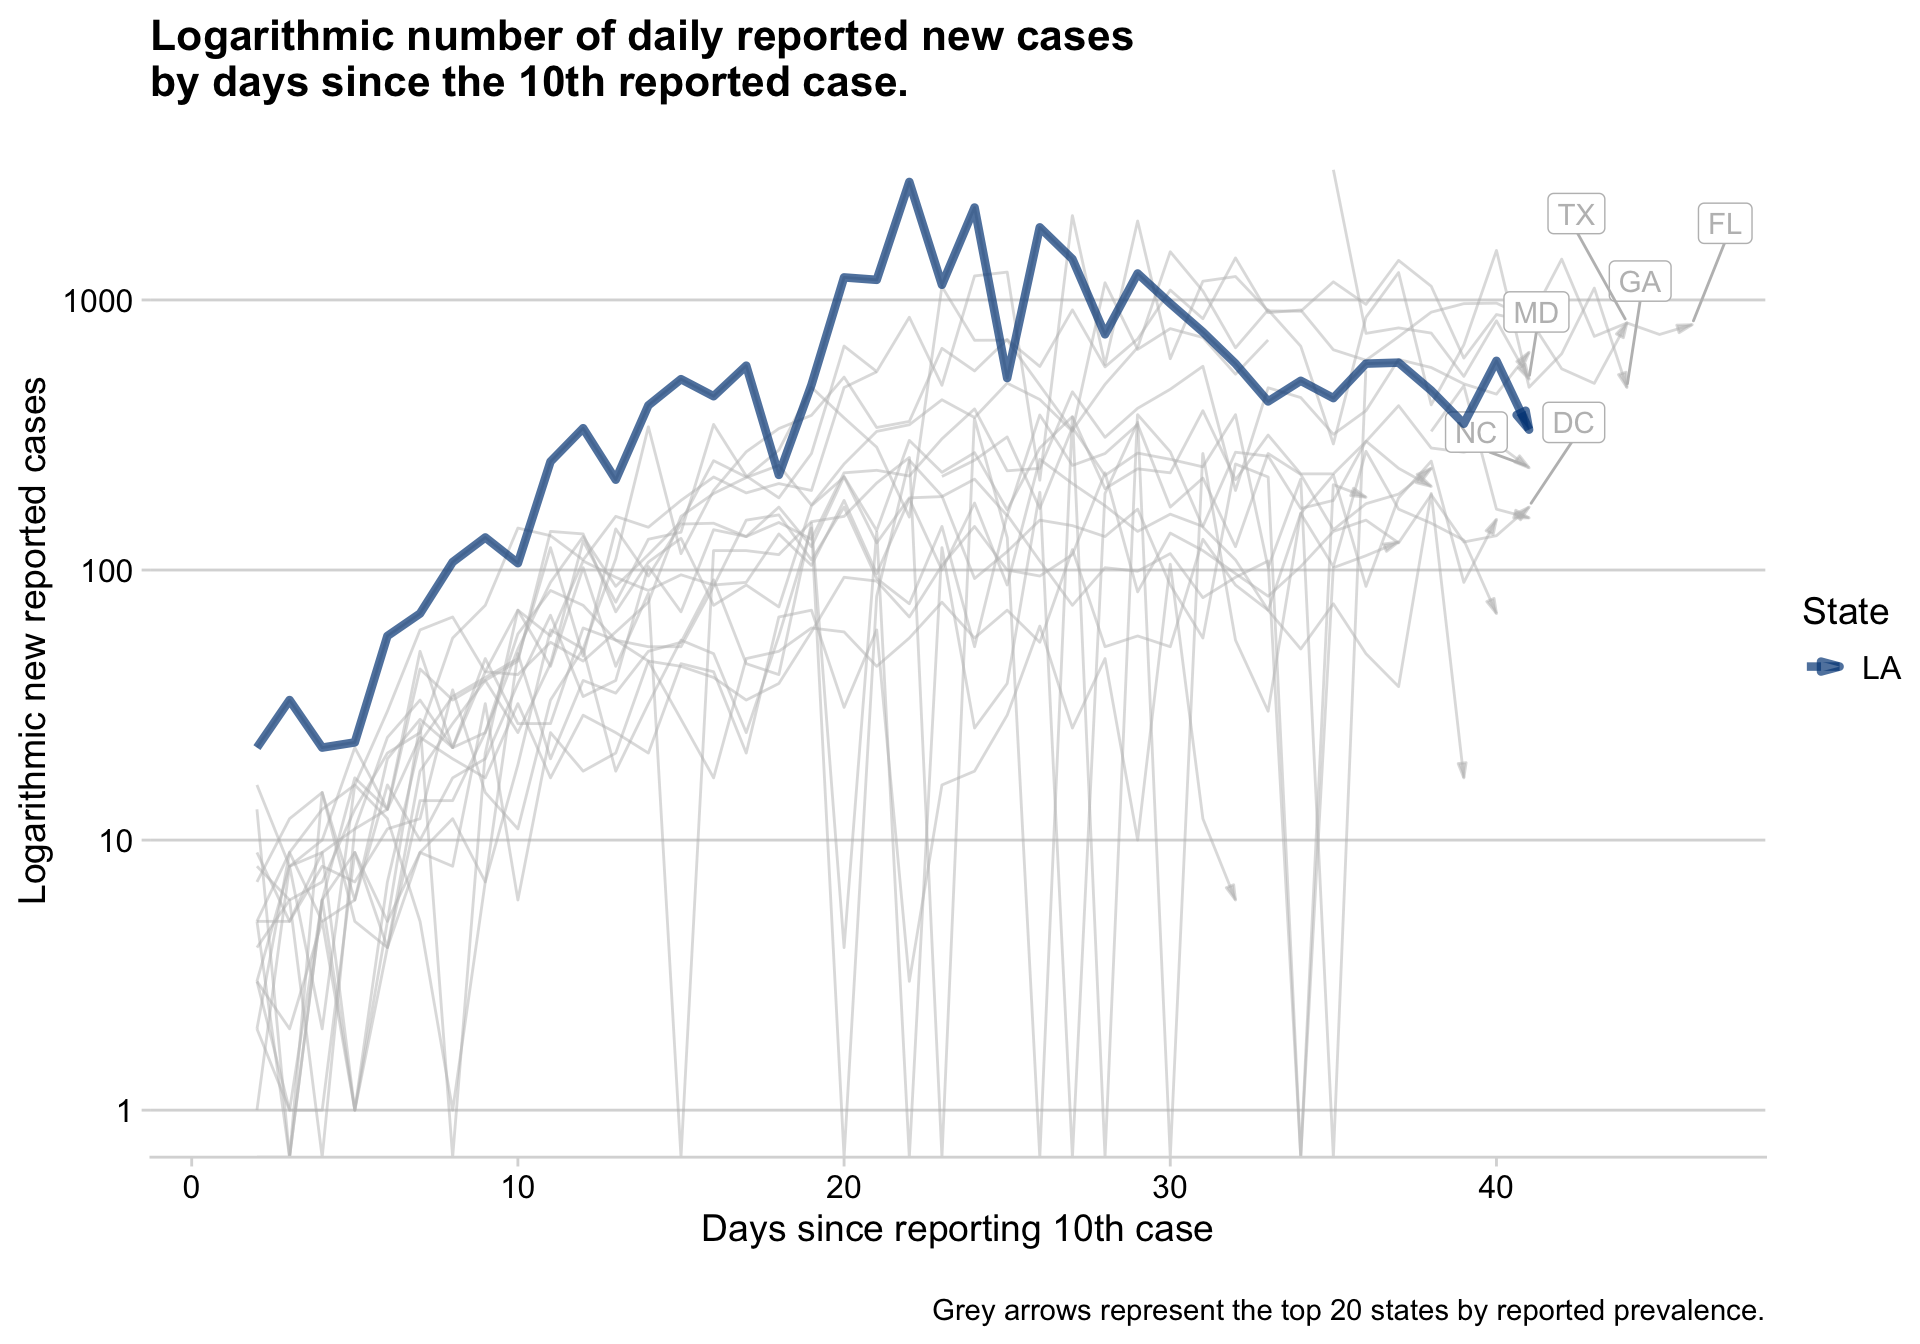 Logarithmic number of daily reported new cases
by days since the 10th reported case.
Logarithmic new reported cases
1000
100
10
1
TX
FL
GA
MD
NC
DC
State
LA
0
10
20
30
40
Days since reporting 10th case
Grey arrows represent the top 20 states by reported prevalence.